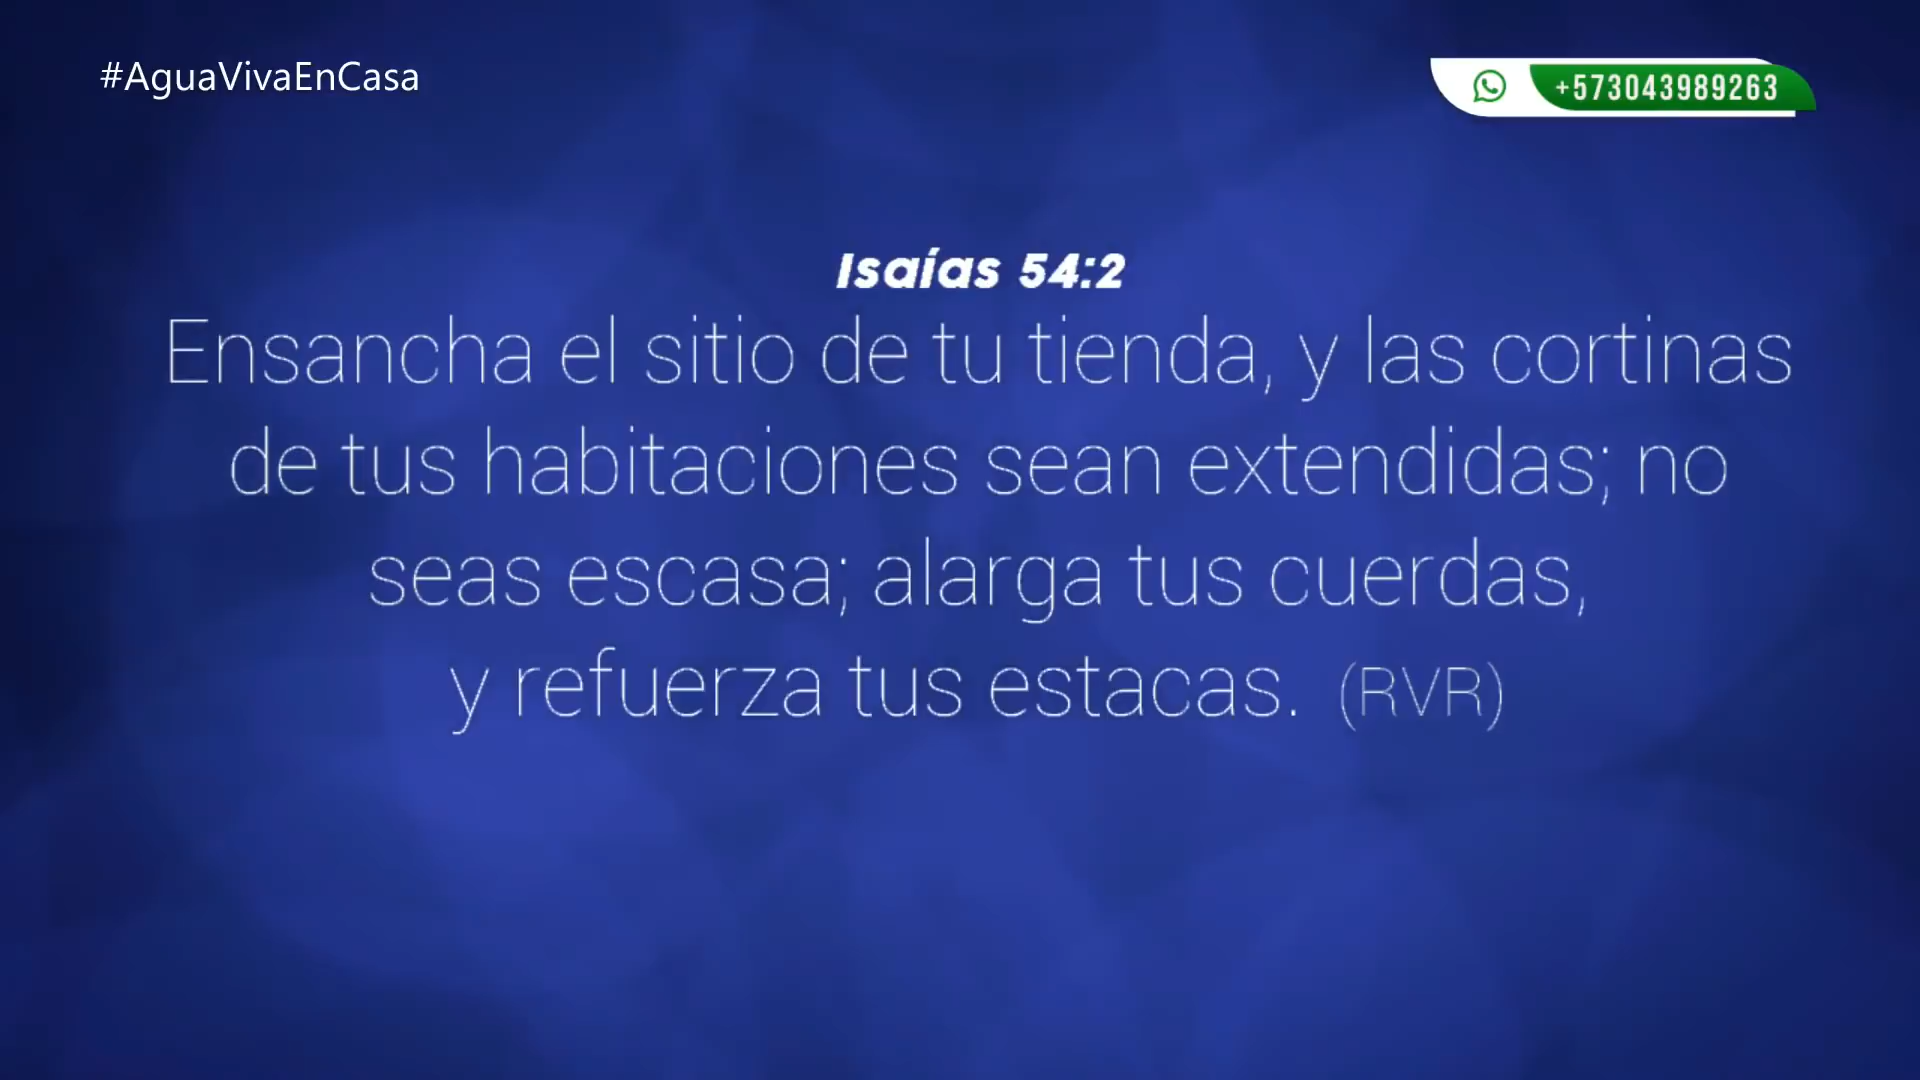 #AguaVivaEnCasa
+573043989263
Isaías 54:2
Ensancha el sitio de tu tienda, y las cortinas
de tus habitaciones sean extendidas; no
seas escasa; alarga tus cuerdas,
y refuerza tus estacas. (RVR)